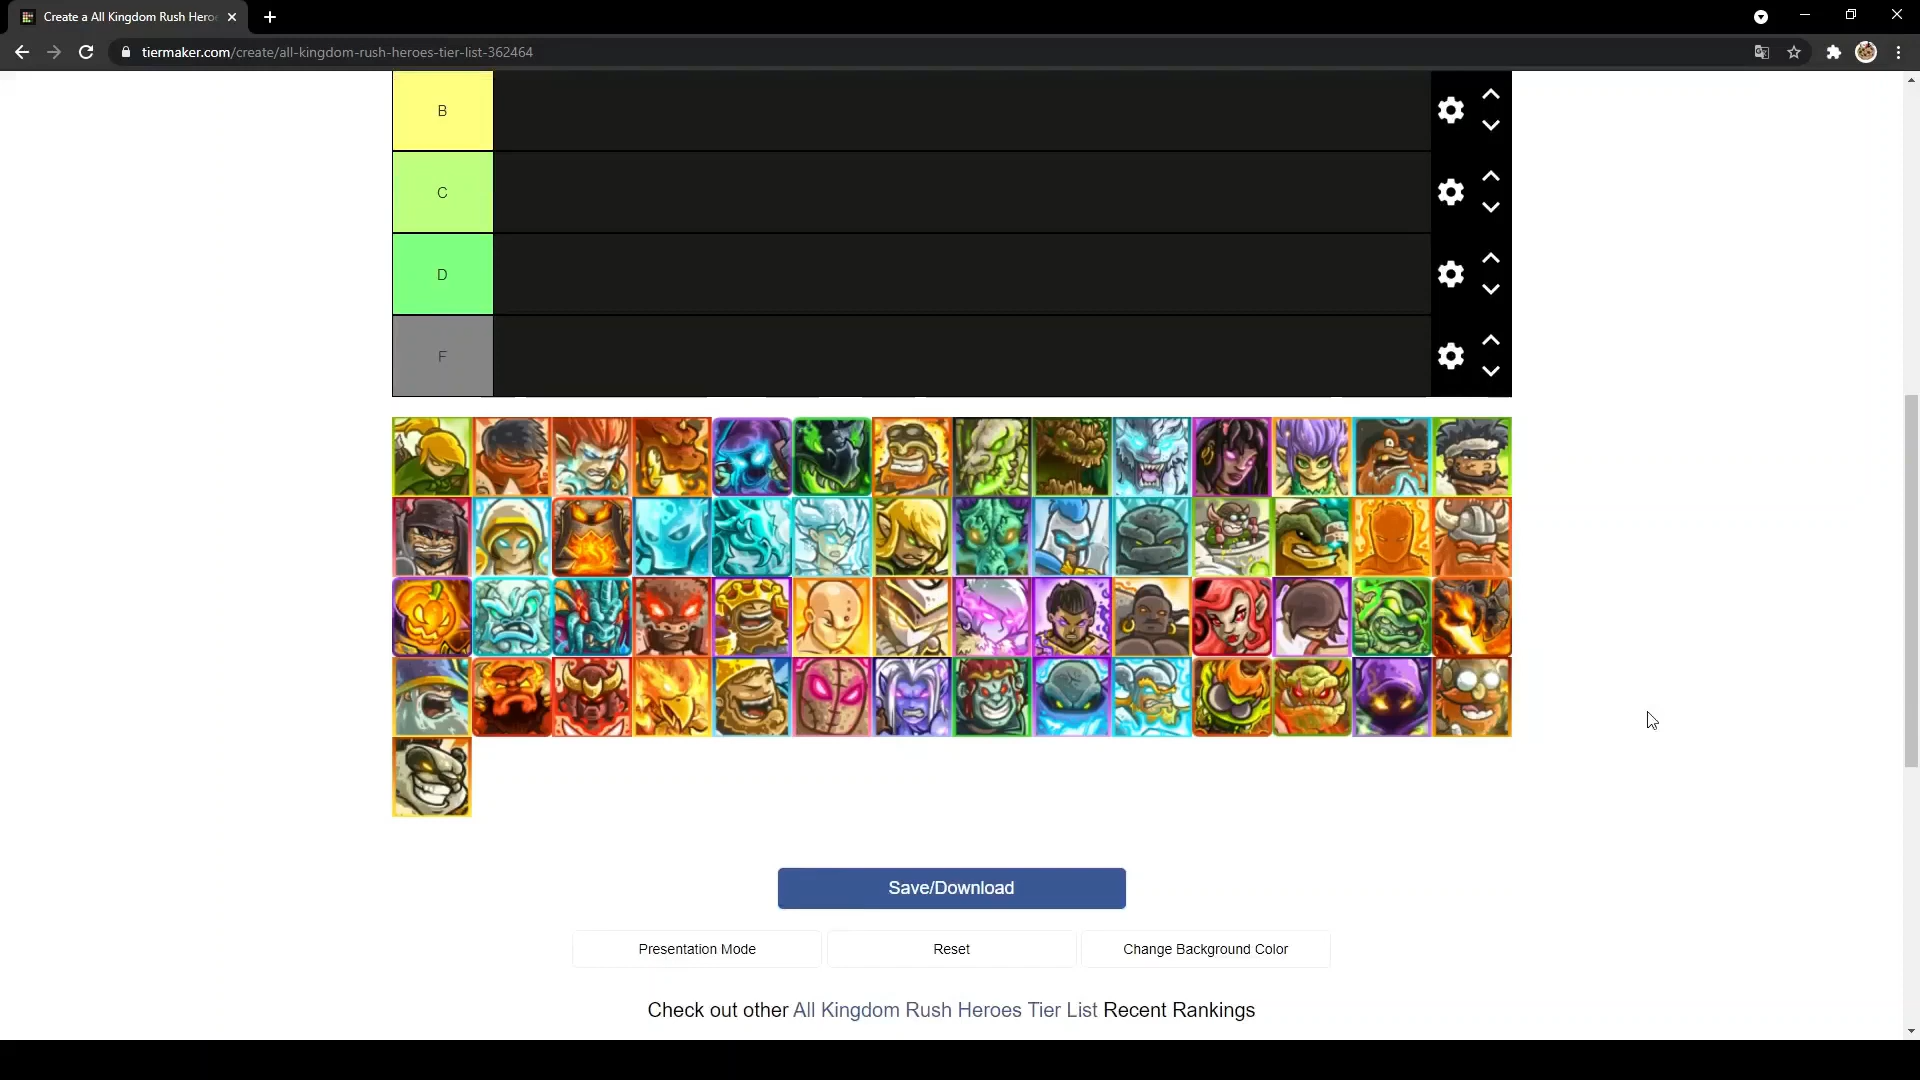 Create a All Kingdom Rush Heroe
tiermaker.com/create/all-kingdom-rush-heroes-tier-list-362464
B
C
D
F
Save/Download
Presentation Mode
Reset
Change Background Color
Check out other All Kingdom Rush Heroes Tier List Recent Rankings